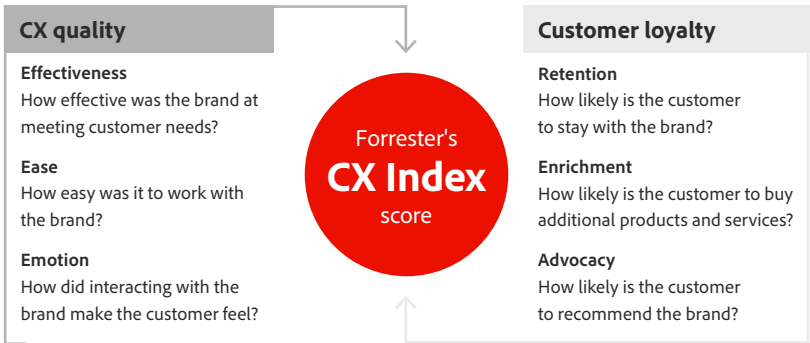 CX quality
Effectiveness
How effective was the brand at
meeting customer needs?
Ease
How easy was it to work with
the brand?
Emotion
How did interacting with the
brand make the customer feel?
Forrester's
CX Index
score
Customer loyalty
Retention
How likely is the customer
to stay with the brand?
Enrichment
How likely is the customer to buy
additional products and services?
Advocacy
How likely is the customer
to recommend the brand?